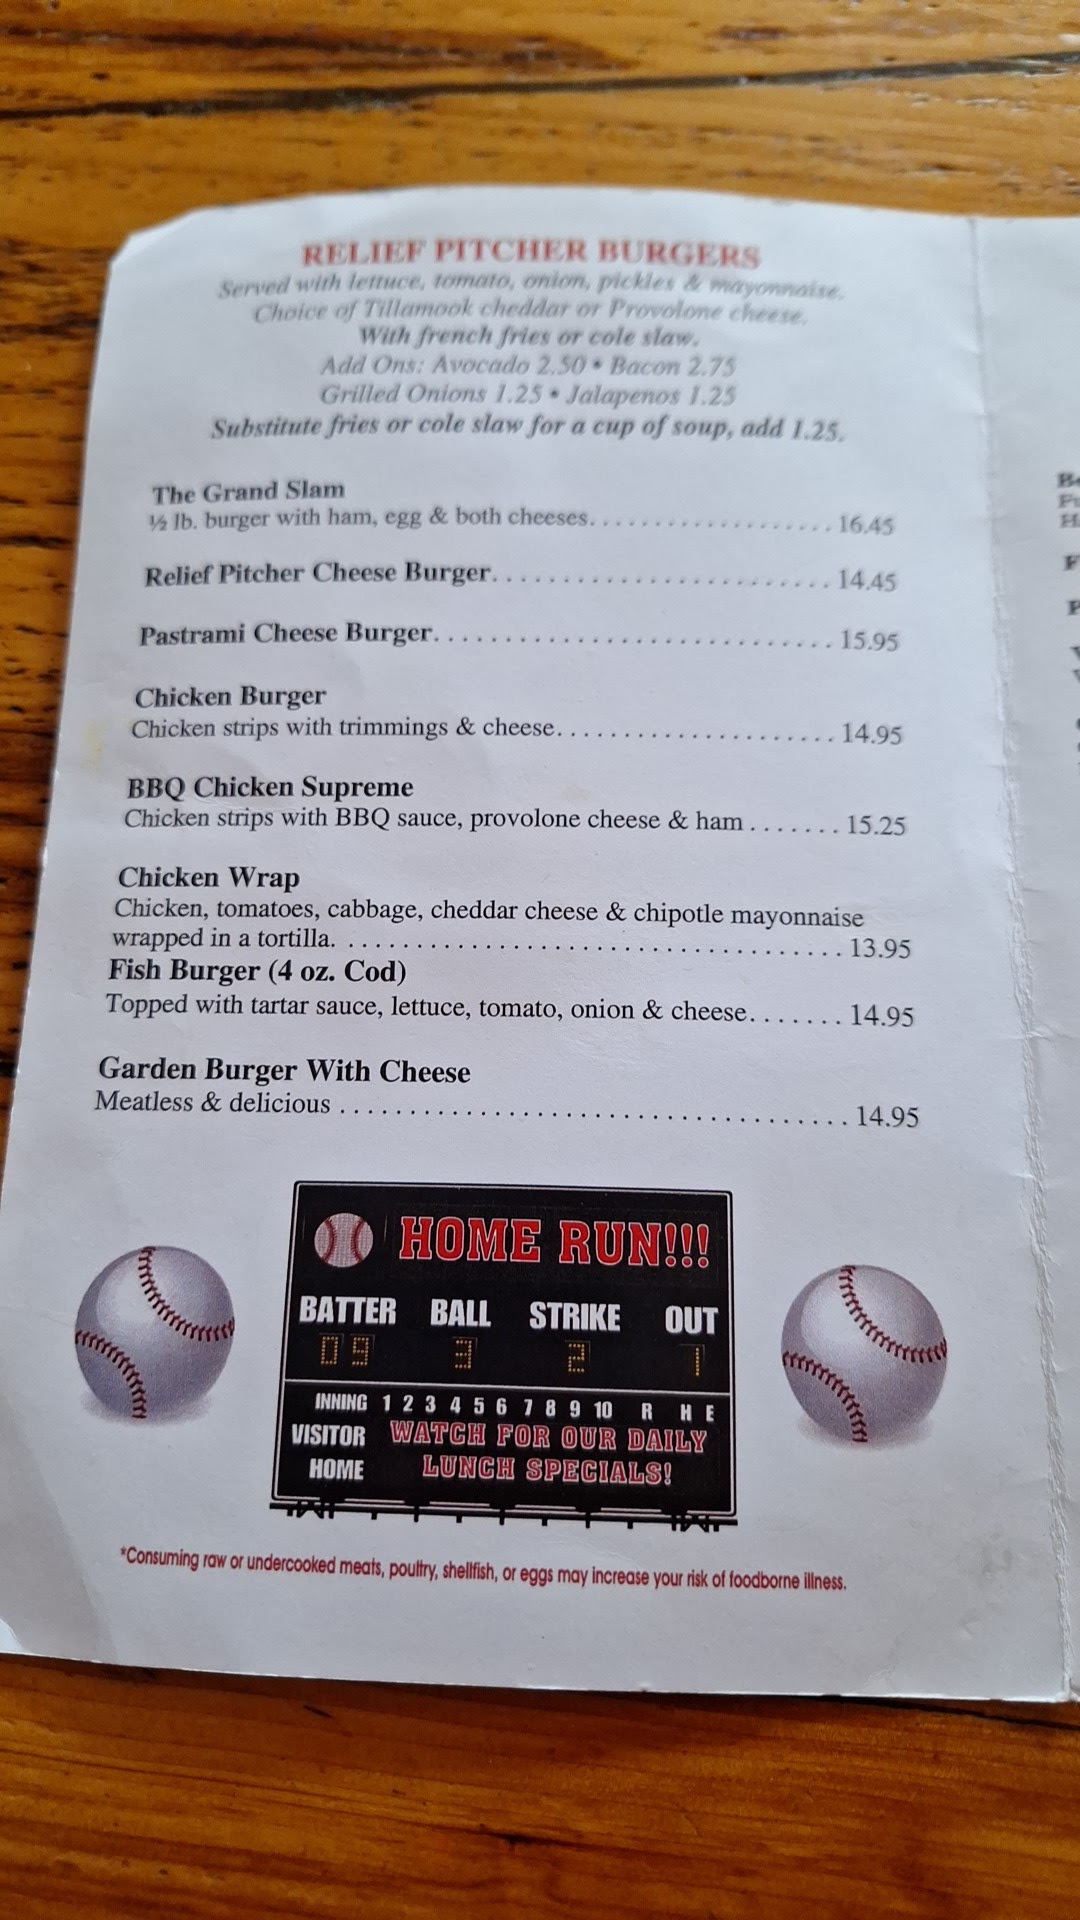 RELIEF PITCHER BURGERS
Served with lettuce, tomato, onion, pickles & mayonnaise.
Choice of Tillamook cheddar or Provolone cheese.
With french fries or cole slaw.
Add Ons: Avocado 2.50 • Bacon 2.75
Grilled Onions 1.25 • Jalapenos 1.25
Substitute fries or cole slaw for a cup of soup, add 1.25.
The Grand Slam
½ lb. burger with ham, egg & both cheeses. . . . . . . . . . . . . . . . . . . . 16.45
Relief Pitcher Cheese Burger. . . . . . . . . . . . . . . . . . . . . . . . . 14.45
Pastrami Cheese Burger. . . . . . . . . . . . . . . . . . . . . . . . . . . . . 15.95
Chicken Burger
Chicken strips with trimmings & cheese. . . . . . . . . . . . . . . . . . . . . . 14.95
BBQ Chicken Supreme
Chicken strips with BBQ sauce, provolone cheese & ham . . . . . . . 15.25
Chicken Wrap
Chicken, tomatoes, cabbage, cheddar cheese & chipotle mayonnaise
wrapped in a tortilla. . . . . . . . . . . . . . . . . . . . . . . . . . . . . . . . . . . . . 13.95
Fish Burger (4 oz. Cod)
Topped with tartar sauce, lettuce, tomato, onion & cheese. . . . . . . 14.95
Garden Burger With Cheese
Meatless & delicious . . . . . . . . . . . . . . . . . . . . . . . . . . . . . . . . . . . . . 14.95
HOME RUN!!!
BATTER BALL STRIKE OUT
09 3 2 1
INNING 1 2 3 4 5 6 7 8 9 10 R H E
VISITOR WATCH FOR OUR DAILY
HOME LUNCH SPECIALS!
*Consuming raw or undercooked meats, poultry, shellfish, or eggs may increase your risk of foodborne illness.